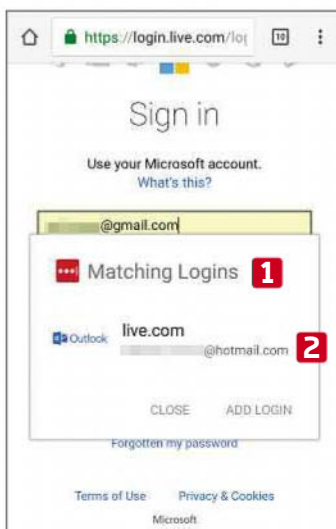 https://login.live.com/log
10
Sign in
Use your Microsoft account.
What's this?
@gmail.com
Matching Logins 1
Outlook live.com
@hotmail.com 2
CLOSE ADD LOGIN
Forgotten my password
Terms of Use Privacy & Cookies
Microsoft